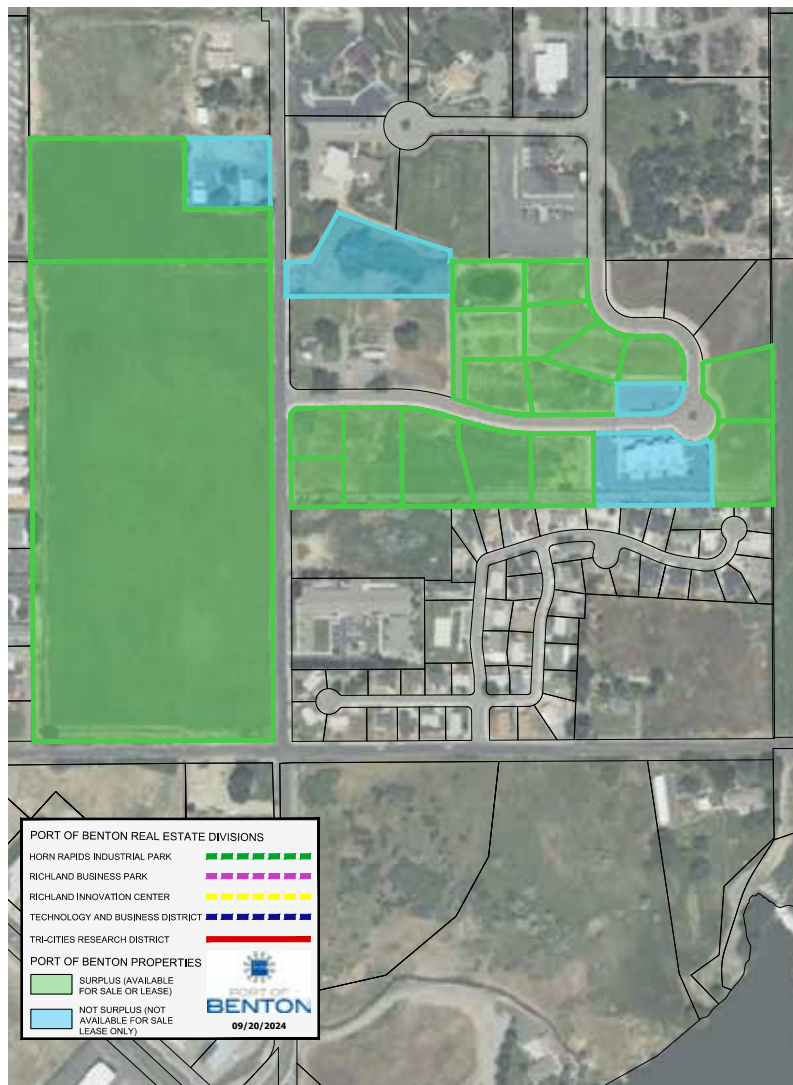 PORT OF BENTON REAL ESTATE DIVISIONS
HORN RAPIDS INDUSTRIAL PARK
RICHLAND BUSINESS PARK
RICHLAND INNOVATION CENTER
TECHNOLOGY AND BUSINESS DISTRICT
TRI-CITIES RESEARCH DISTRICT
PORT OF BENTON PROPERTIES
SURPLUS (AVAILABLE
FOR SALE OR LEASE)
NOT SURPLUS (NOT
AVAILABLE FOR SALE
LEASE ONLY)
PORT OF
BENTON
09/20/2024